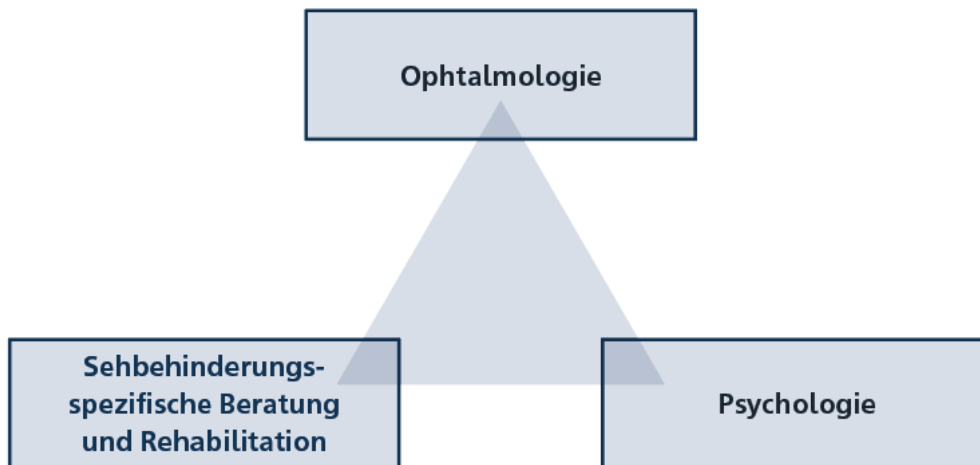 Ophtalmologie
Sehbehinderungs-
spezifische Beratung
und Rehabilitation
Psychologie